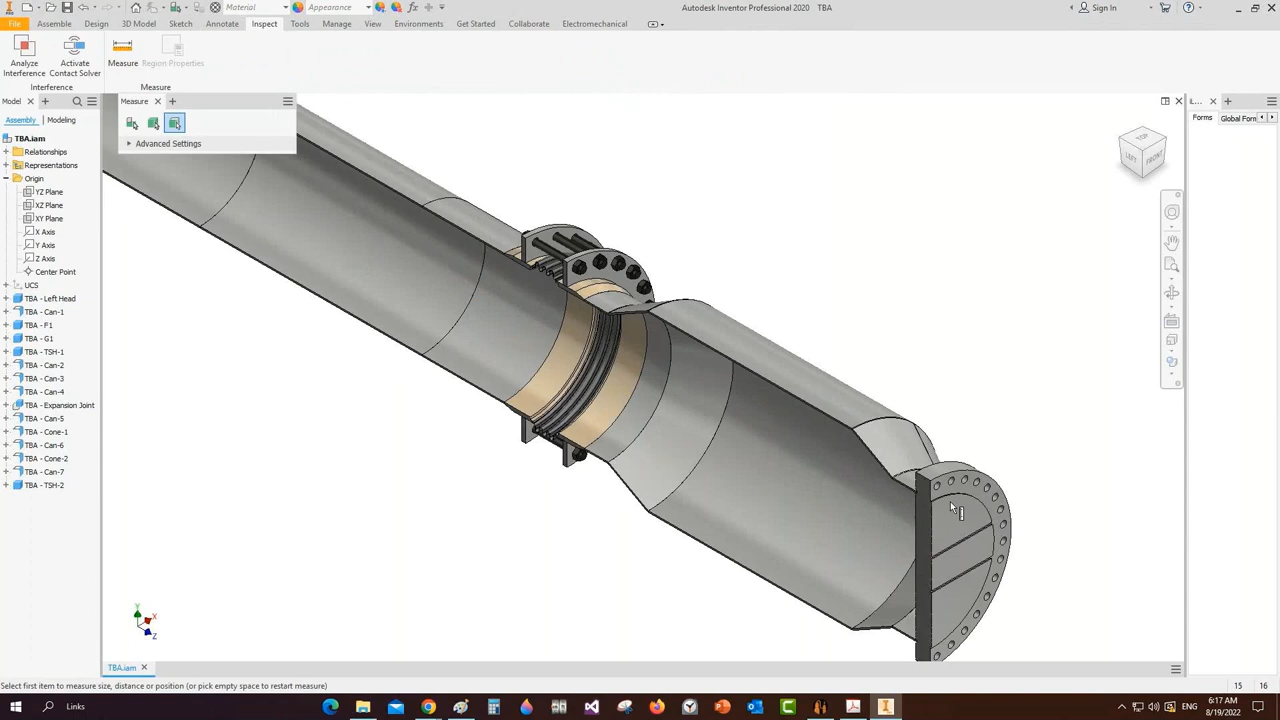 Material
Appearance
Autodesk Inventor Professional 2020 TBA
Sign In
File Assembly Design 3D Model Sketch Annotate Inspect Tools Manage View Environments Get Started Collaborate Electromechanical
Analyze Interference
Activate Contact Solver
Measure
Region Properties
Interference
Measure
Model
Measure
L...
Assembly Modeling
Forms Global Forr
Advanced Settings
TBA.iam
Relationships
Representations
Origin
YZ Plane
XZ Plane
XY Plane
X Axis
Y Axis
Z Axis
Center Point
UCS
TBA - Left Head
TBA - Can-1
TBA - F1
TBA - G1
TBA - TSH-1
TBA - Can-2
TBA - Can-3
TBA - Can-4
TBA - Expansion Joint
TBA - Can-5
TBA - Cone-1
TBA - Can-6
TBA - Cone-2
TBA - Can-7
TBA - TSH-2
TOP
LEFT FRONT
Y
X
Z
TBA.iam
Select first item to measure size, distance or position (or pick empty space to restart measure)
15 16
Links
6:17 AM
8/19/2022